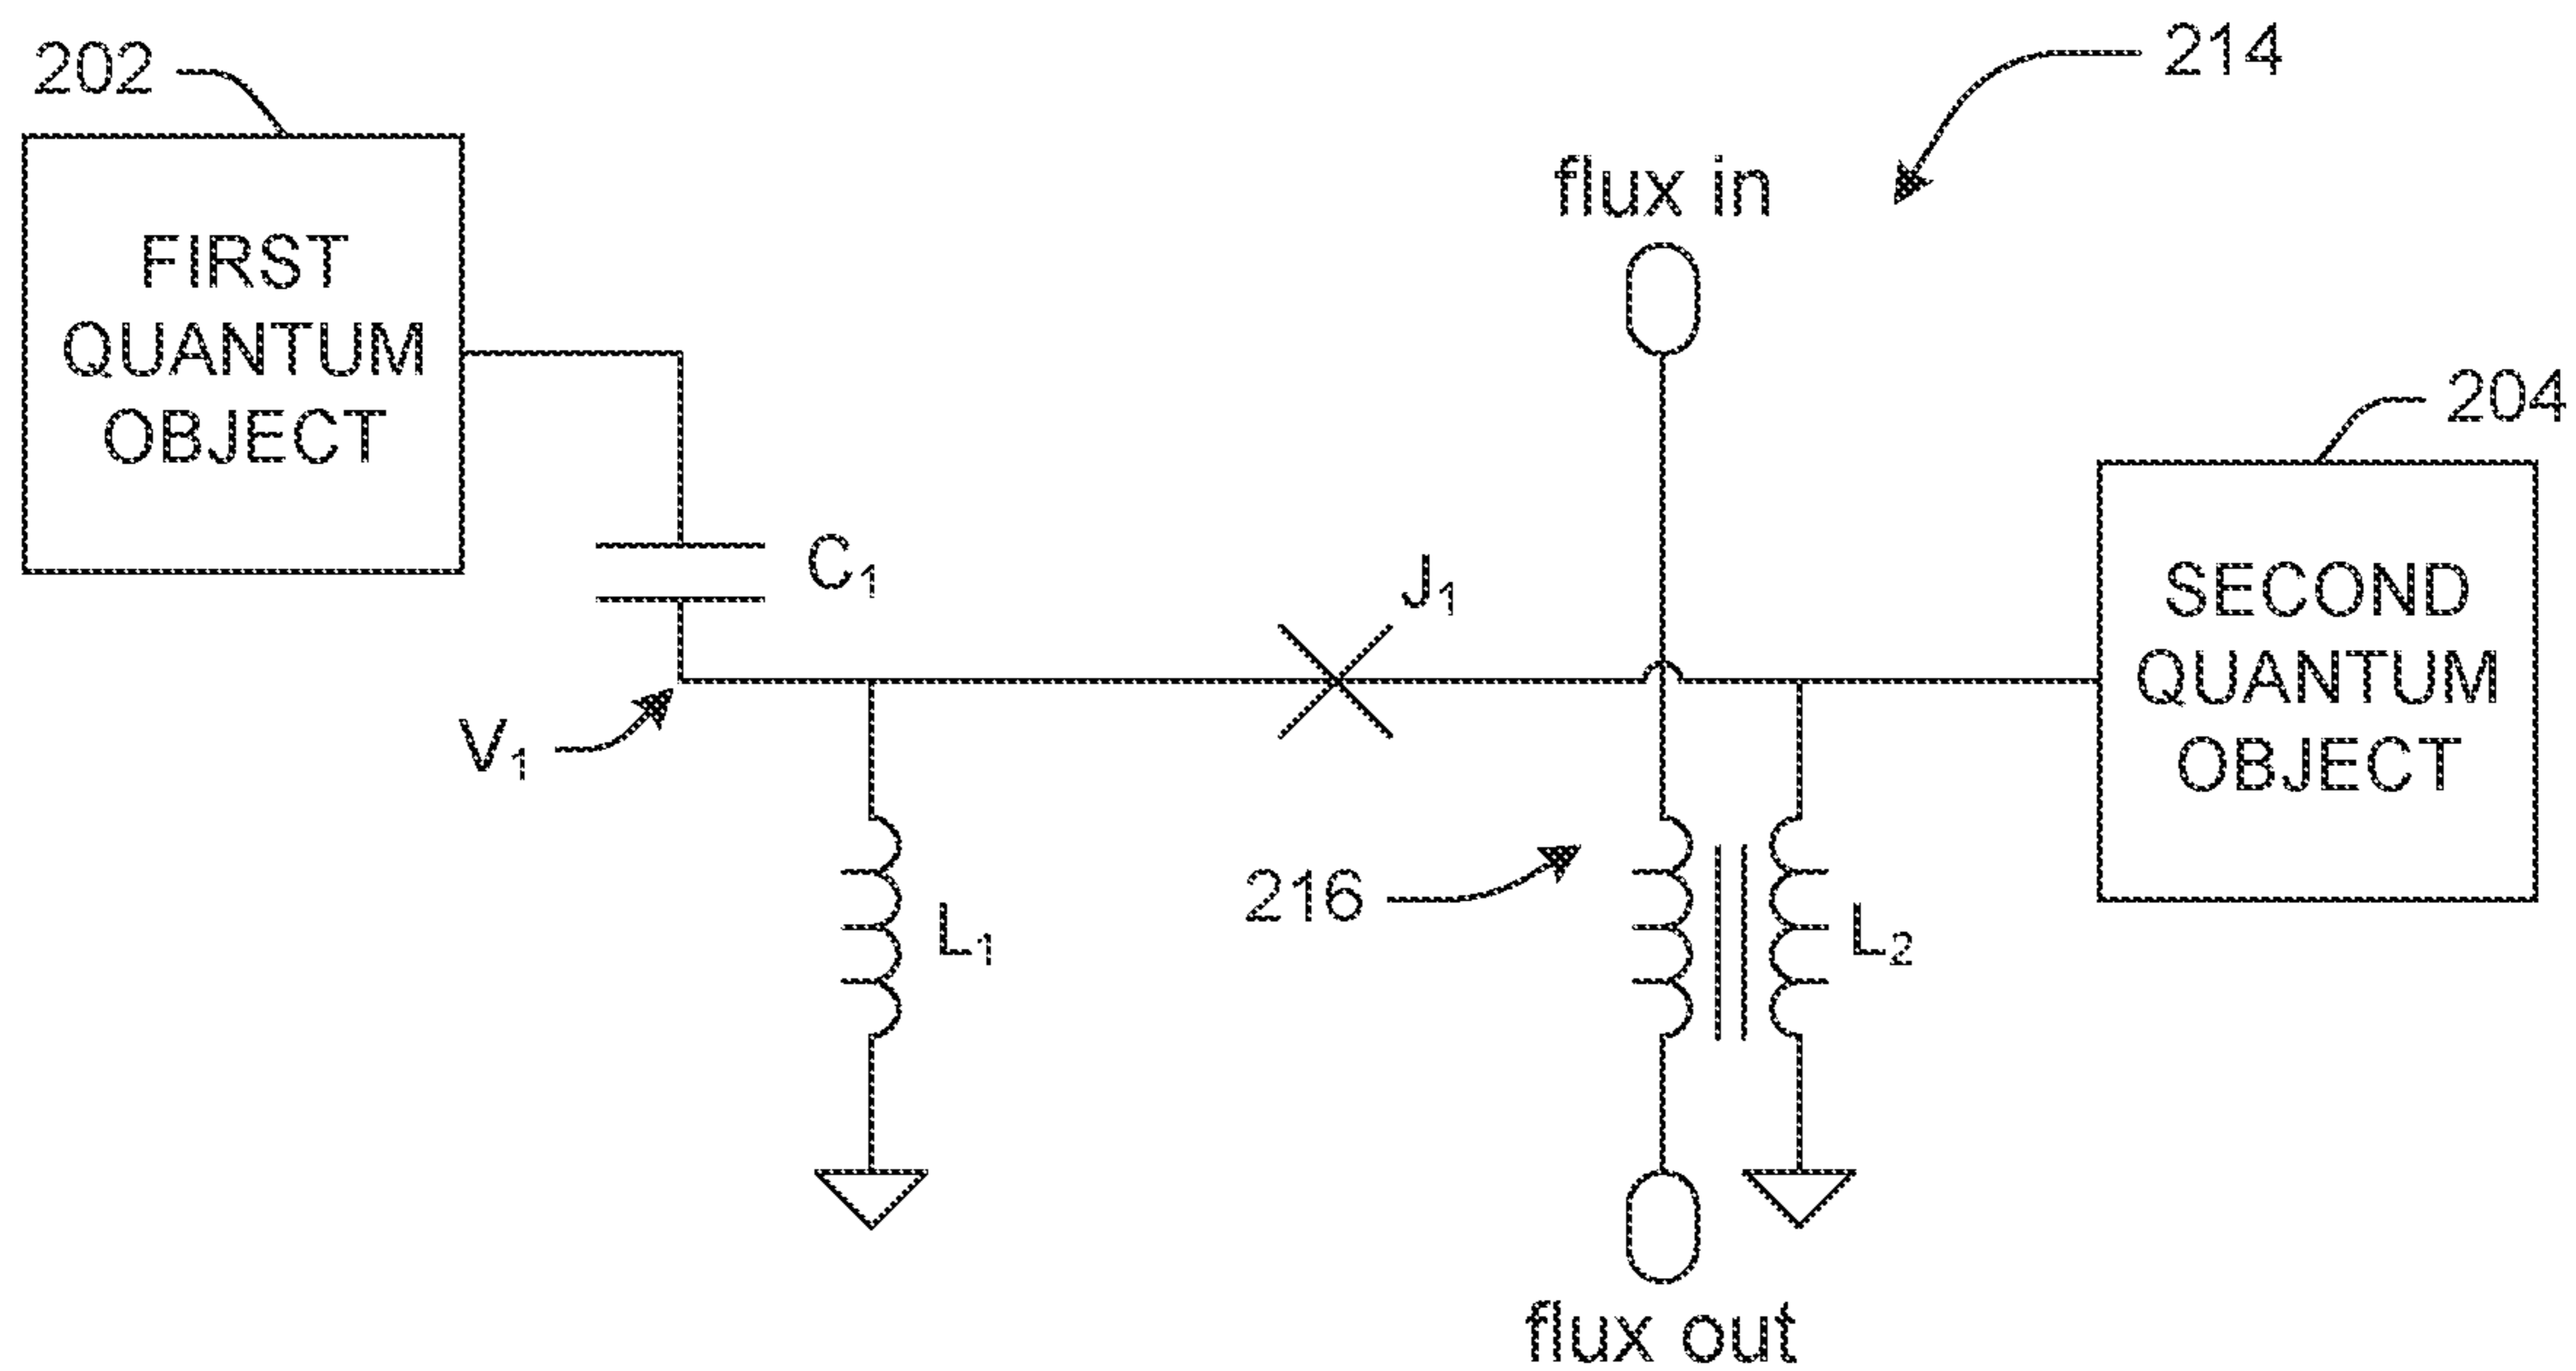 202
214
flux in
FIRST
QUANTUM
OBJECT
204
C₁
J₁
SECOND
QUANTUM
OBJECT
V₁
216
L₁
L₂
flux out